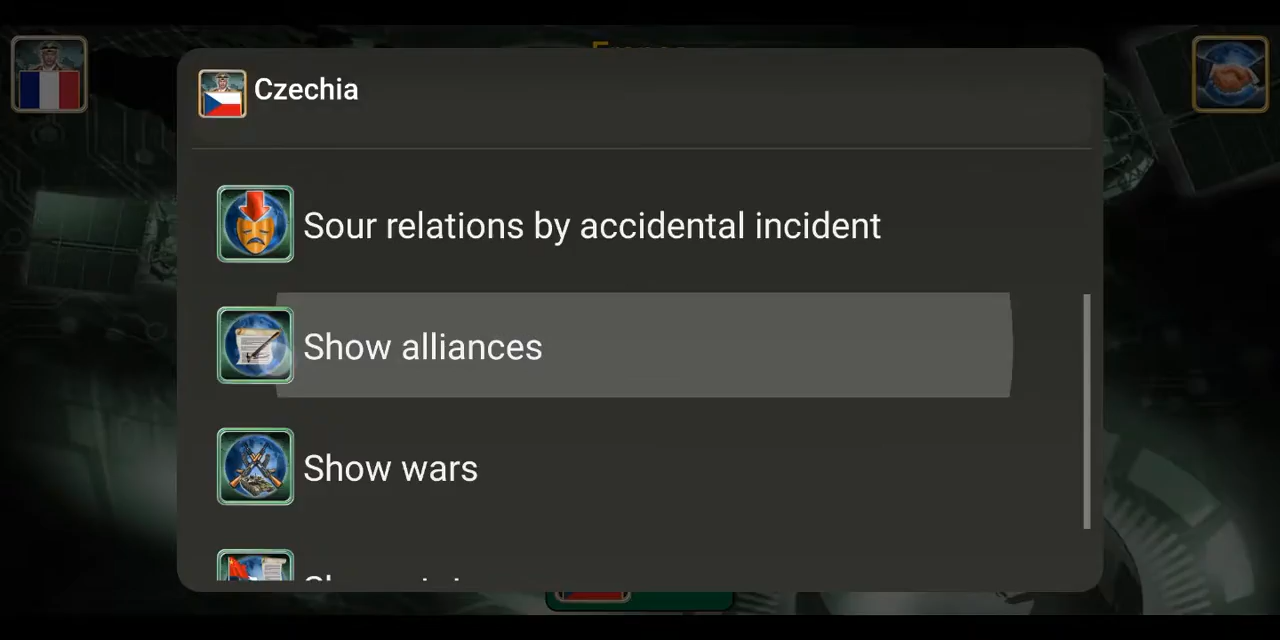 Czechia
Sour relations by accidental incident
Show alliances
Show wars